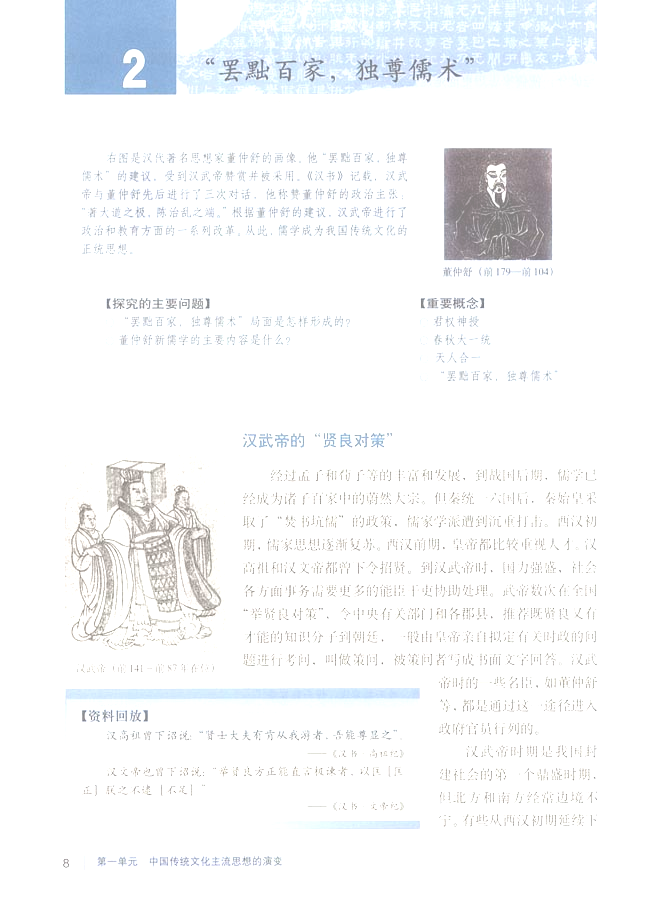 2
“罢黜百家，独尊儒术”
右图是汉代著名思想家董仲舒的画像。他“罢黜百家，独尊
儒术”的建议，受到汉武帝赞赏并被采用。《汉书》记载，汉武
帝与董仲舒先后进行了三次对话，他称赞董仲舒的政治主张，
“著大道之极，陈治乱之端。”根据董仲舒的建议，汉武帝进行了
政治和教育方面的一系列改革。从此，儒学成为我国传统文化的
正统思想。
董仲舒（前179—前104）
【探究的主要问题】
“罢黜百家，独尊儒术”局面是怎样形成的？
董仲舒新儒学的主要内容是什么？
【重要概念】
君权神授
春秋大一统
天人合一
“罢黜百家，独尊儒术”
汉武帝的“贤良对策”
经过孟子和荀子等的丰富和发展，到战国后期，儒学已
经成为诸子百家中的蔚然大宗。但秦统一六国后，秦始皇采
取了“焚书坑儒”的政策，儒家学派遭到沉重打击。西汉初
期，儒家思想逐渐复苏。西汉前期，皇帝都比较重视人才。汉
高祖和汉文帝都曾下令招贤。到汉武帝时，国力强盛，社会
各方面事务需要更多的能臣干吏协助处理。武帝数次在全国
“举贤良对策”，令中央有关部门和各郡县，推荐既贤良又有
才能的知识分子到朝廷，一般由皇帝亲自拟定有关时政的问
题进行考问，叫做策问，被策问者写成书面文字回答。汉武
帝时的一些名臣，如董仲舒
等，都是通过这一途径进入
政府官员行列的。
汉武帝时期是我国封
建社会的第一个鼎盛时期，
但北方和南方经常边境不
宁。有些从西汉初期延续下
汉武帝（前141－前87年在位）
【资料回放】
汉高祖曾下诏说：“贤士大夫有肯从我游者，吾能尊显之”。
——《汉书·高帝纪》
汉文帝也曾下诏说：“举贤良方正能直言极谏者，以匡［匡
正］朕之不逮［不足］”
——《汉书·文帝纪》
8 第一单元 中国传统文化主流思想的演变